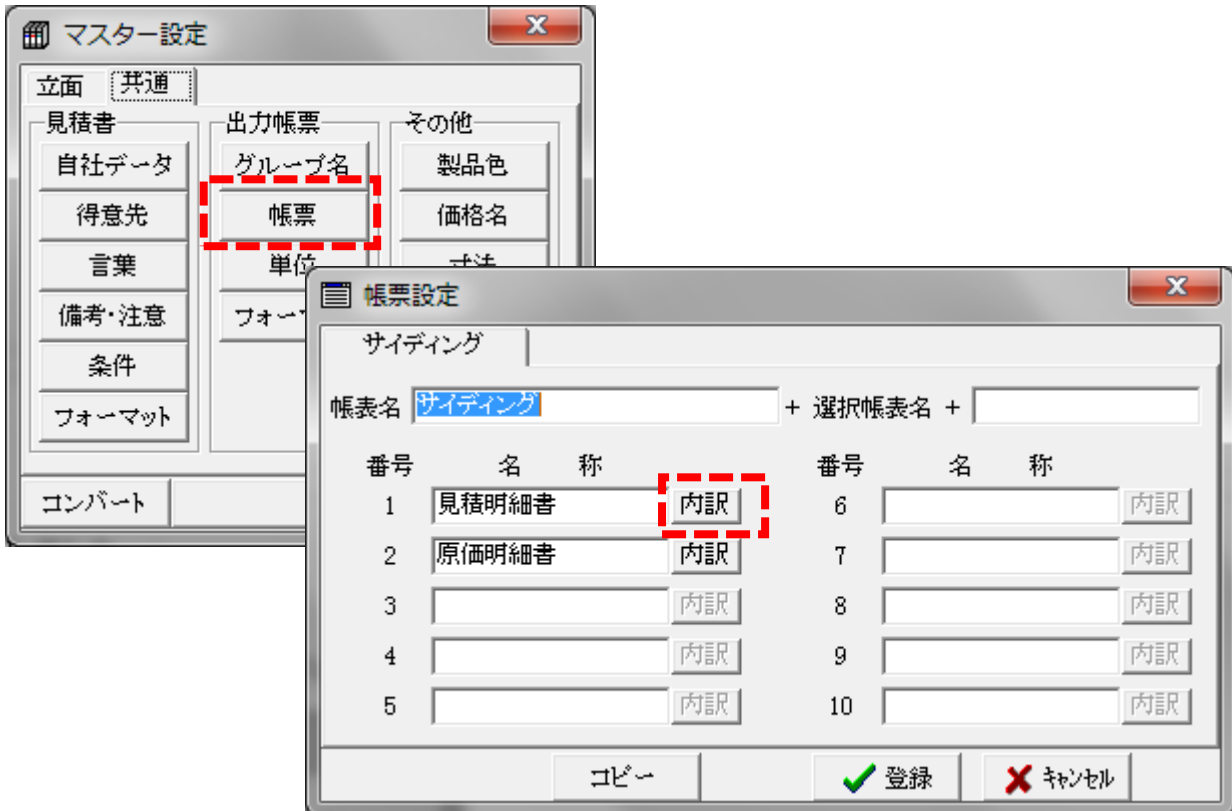 マスター設定
立面 共通
見積書 出力帳票 その他
自社データ グループ名 製品色
得意先 帳票 価格名
言葉 単位 寸法
備考・注意 フォーマ
条件
フォーマット
コンバート
帳票設定
サイディング
帳表名 サイディング + 選択帳表名 +
番号 名 称 番号 名 称
1 見積明細書 内訳 6 内訳
2 原価明細書 内訳 7 内訳
3 内訳 8 内訳
4 内訳 9 内訳
5 内訳 10 内訳
コピー 登録 キャンセル